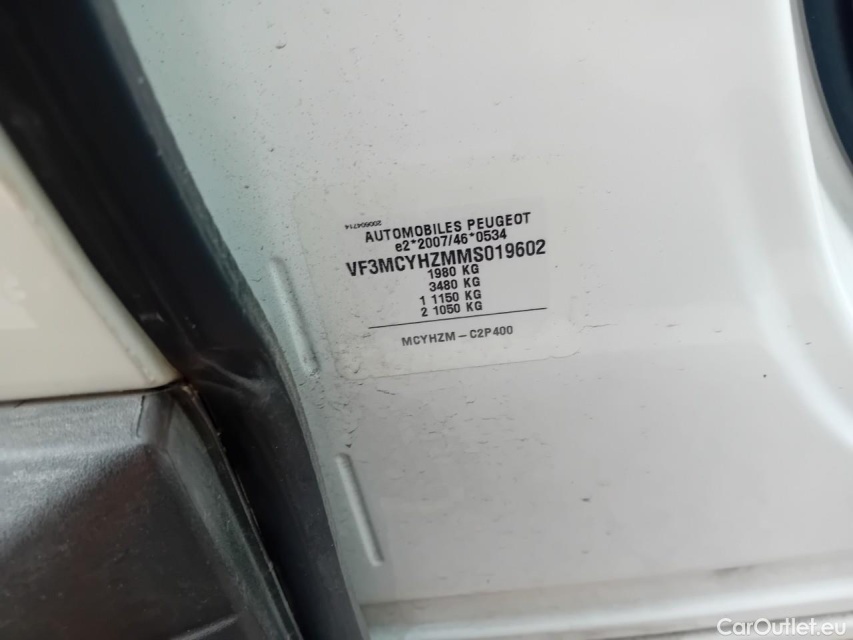 200504714
AUTOMOBILES PEUGEOT
e2*2007/46*0534
VF3MCYHZMMS019602
1980 KG
3480 KG
1 1150 KG
2 1050 KG
MCYHZM - C2P400
CarOutlet.eu